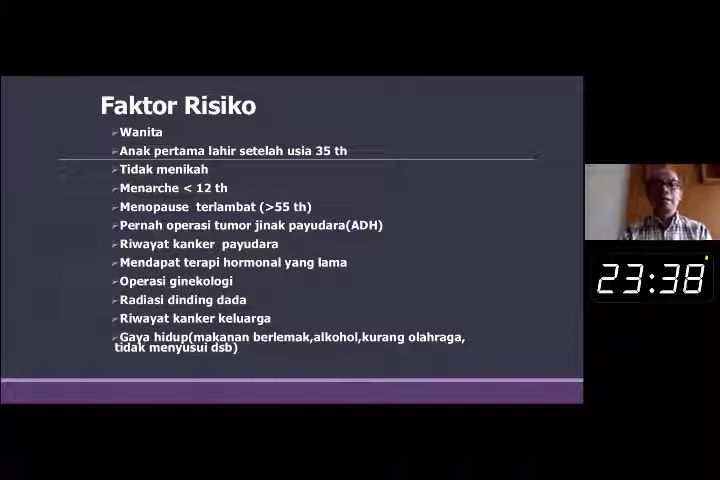 Faktor Risiko
Wanita
Anak pertama lahir setelah usia 35 th
Tidak menikah
Menarche < 12 th
Menopause terlambat (>55 th)
Pernah operasi tumor jinak payudara(ADH)
Riwayat kanker payudara
Mendapat terapi hormonal yang lama
Operasi ginekologi
Radiasi dinding dada
Riwayat kanker keluarga
Gaya hidup(makanan berlemak,alkohol,kurang olahraga,
tidak menyusui dsb)
23:38